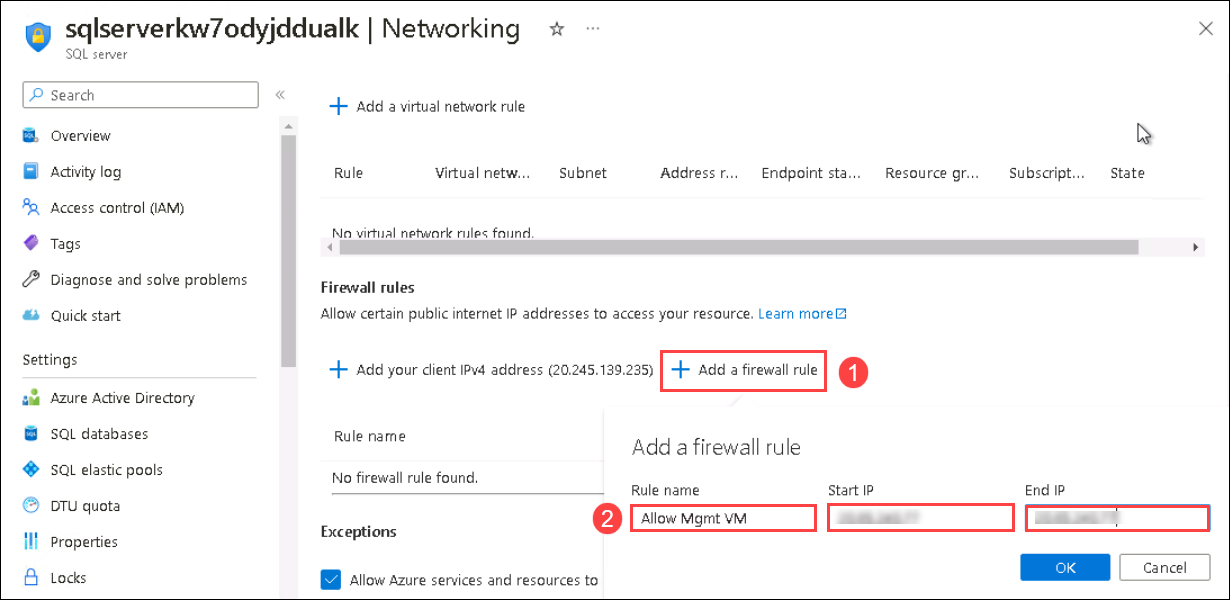 sqlserverkw7odyjddualk | Networking
SQL server
Search
Overview
Activity log
Access control (IAM)
Tags
Diagnose and solve problems
Quick start
Settings
Azure Active Directory
SQL databases
SQL elastic pools
DTU quota
Properties
Locks
Add a virtual network rule
Rule Virtual netw... Subnet Address r... Endpoint sta... Resource gr... Subscript... State
No virtual network rules found.
Firewall rules
Allow certain public internet IP addresses to access your resource. Learn more
Add your client IPv4 address (20.245.139.235) Add a firewall rule 1
Rule name
No firewall rule found.
Exceptions
Allow Azure services and resources to
Add a firewall rule
Rule name Start IP End IP
2 Allow Mgmt VM
OK Cancel